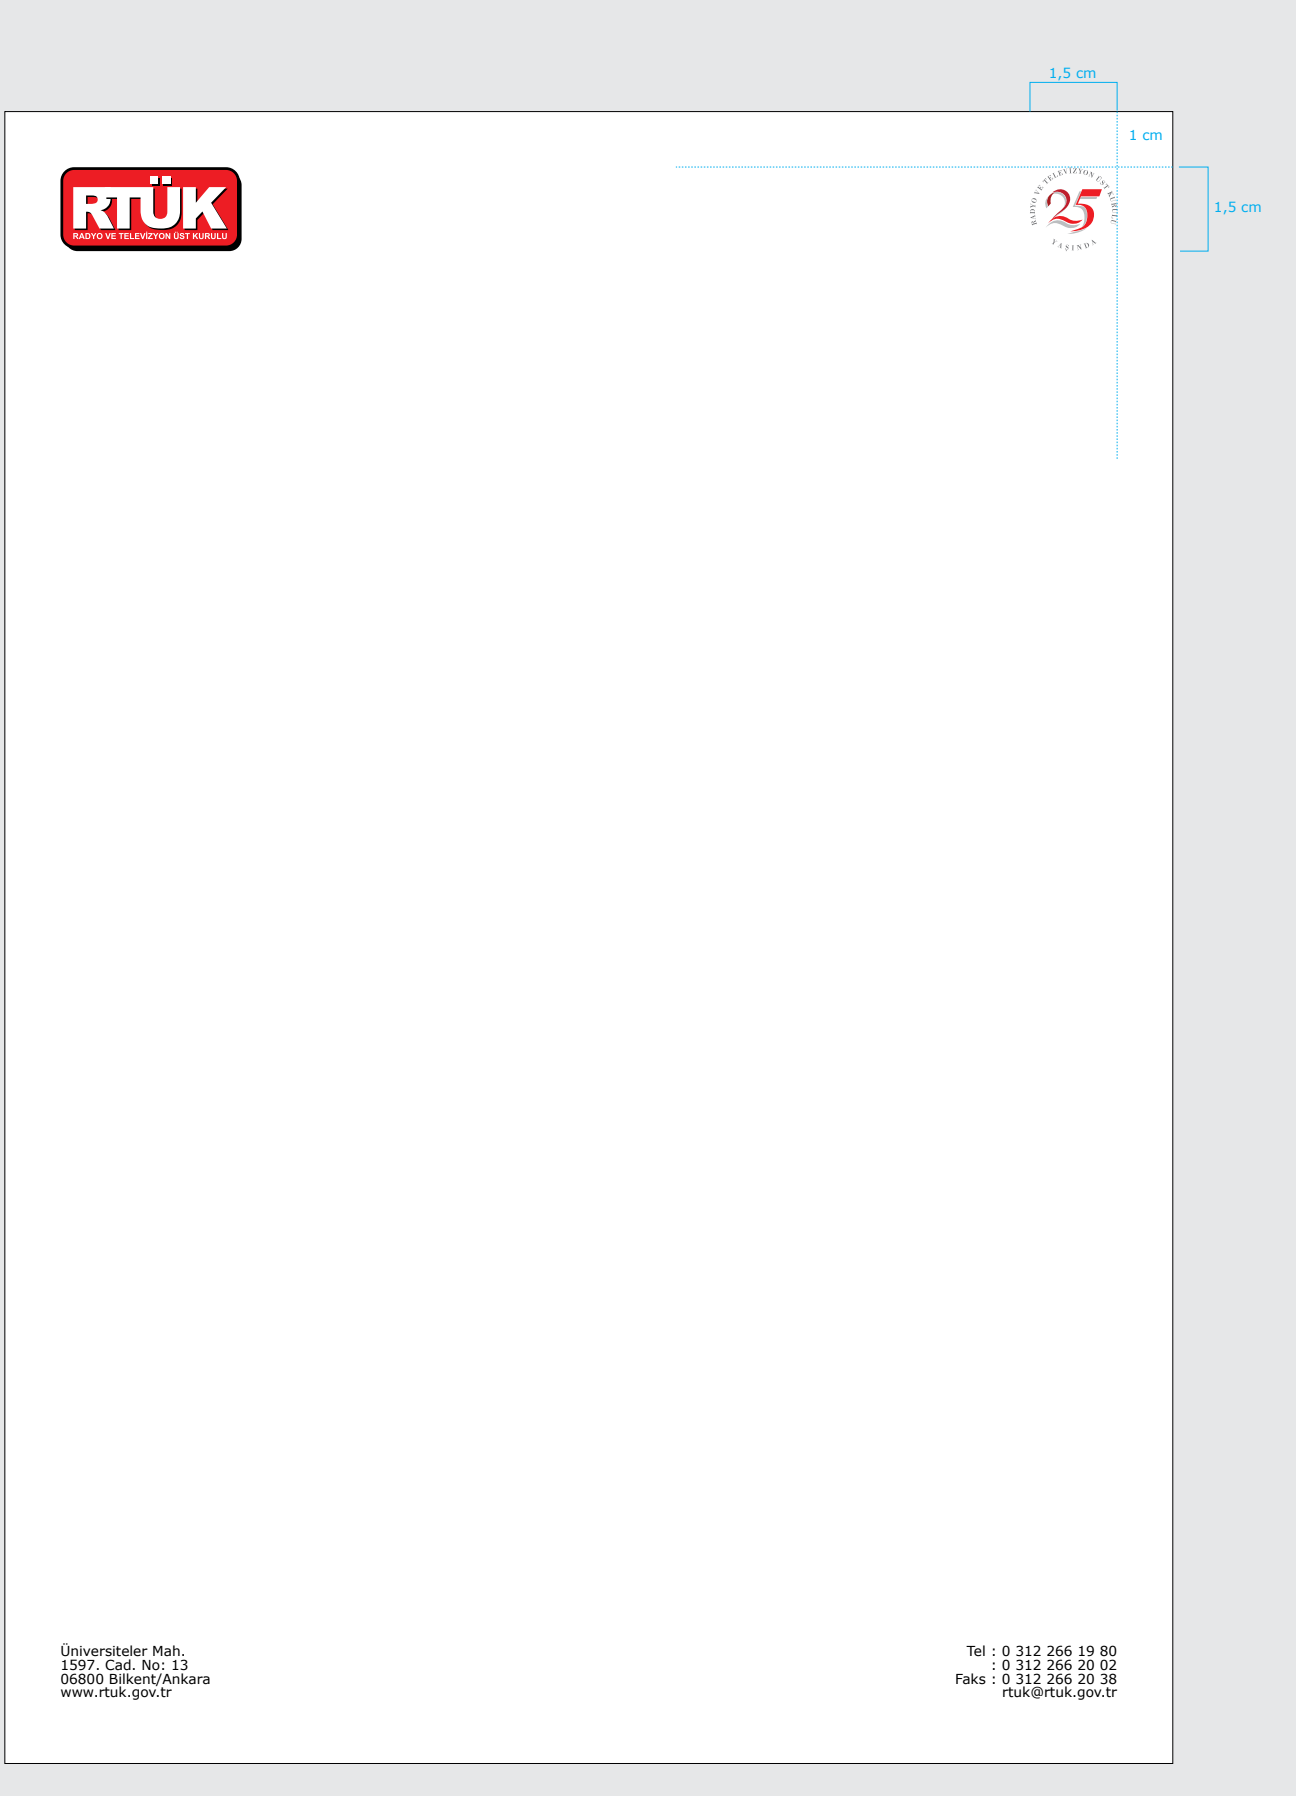 1,5 cm
1 cm
RTÜK
RADYO VE TELEVİZYON ÜST KURULU
RADYO VE TELEVİZYON ÜST KURULU
25
YAŞINDA
1,5 cm
Üniversiteler Mah.
1597. Cad. No: 13
06800 Bilkent/Ankara
www.rtuk.gov.tr
Tel : 0 312 266 19 80
: 0 312 266 20 02
Faks : 0 312 266 20 38
rtuk@rtuk.gov.tr